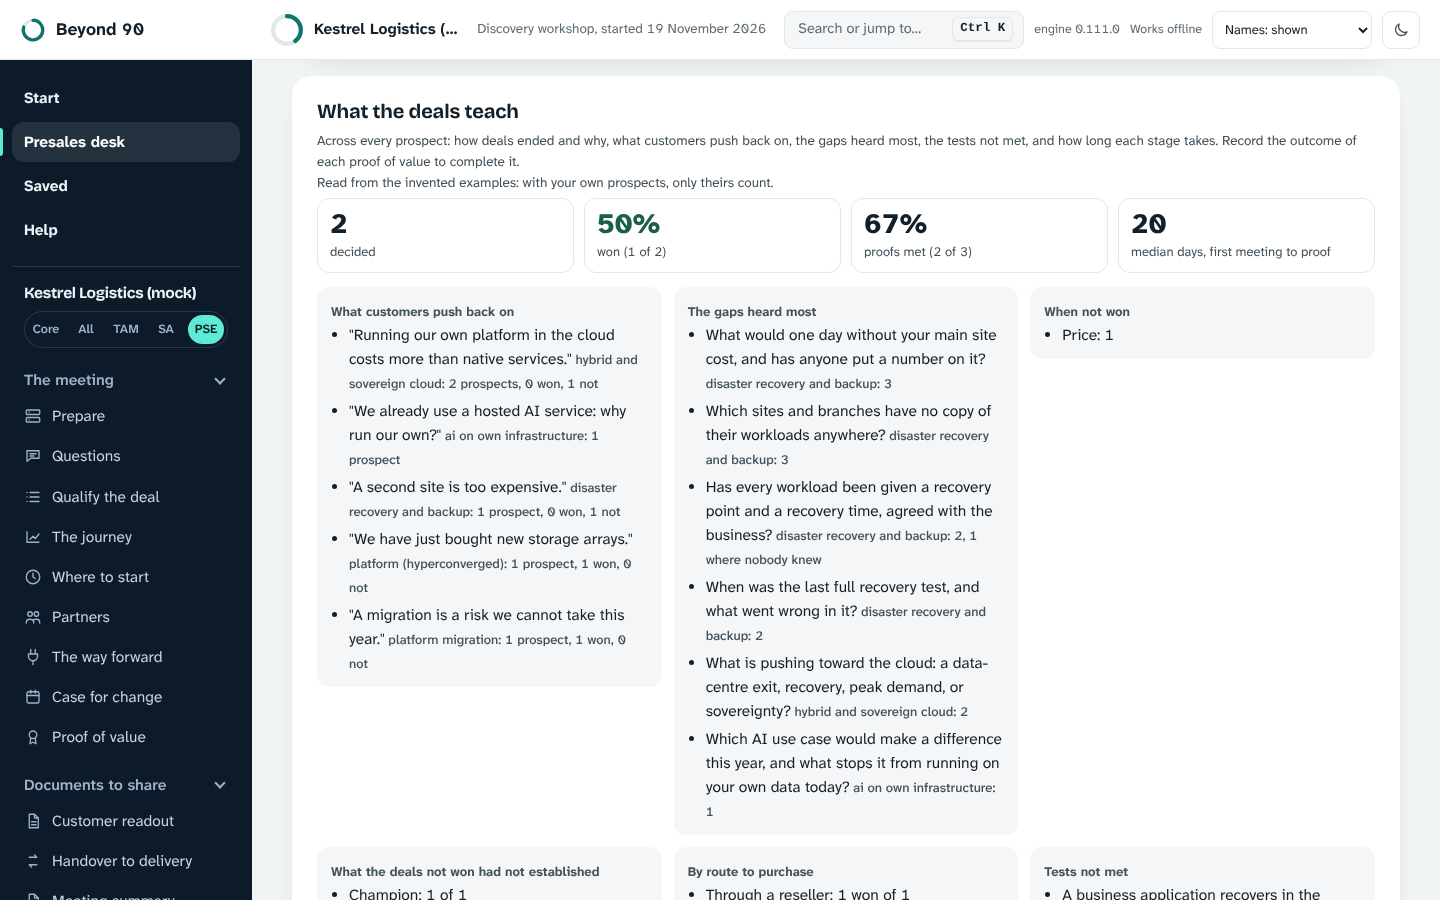 Beyond 90
Kestrel Logistics (...
Discovery workshop, started 19 November 2026
Search or jump to...
Ctrl K
engine 0.111.0
Works offline
Names: shown
Start
Presales desk
Saved
Help
Kestrel Logistics (mock)
Core
All
TAM
SA
PSE
The meeting
Prepare
Questions
Qualify the deal
The journey
Where to start
Partners
The way forward
Case for change
Proof of value
Documents to share
Customer readout
Handover to delivery
Meeting summary
What the deals teach
Across every prospect: how deals ended and why, what customers push back on, the gaps heard most, the tests not met, and how long each stage takes. Record the outcome of
each proof of value to complete it.
Read from the invented examples: with your own prospects, only theirs count.
2
decided
50%
won (1 of 2)
67%
proofs met (2 of 3)
20
median days, first meeting to proof
What customers push back on
"Running our own platform in the cloud
costs more than native services." hybrid and
sovereign cloud: 2 prospects, 0 won, 1 not
"We already use a hosted AI service: why
run our own?" ai on own infrastructure: 1
prospect
"A second site is too expensive." disaster
recovery and backup: 1 prospect, 0 won, 1 not
"We have just bought new storage arrays."
platform (hyperconverged): 1 prospect, 1 won, 0
not
"A migration is a risk we cannot take this
year." platform migration: 1 prospect, 1 won, 0
not
The gaps heard most
What would one day without your main site
cost, and has anyone put a number on it?
disaster recovery and backup: 3
Which sites and branches have no copy of
their workloads anywhere? disaster recovery
and backup: 3
Has every workload been given a recovery
point and a recovery time, agreed with the
business? disaster recovery and backup: 2, 1
where nobody knew
When was the last full recovery test, and
what went wrong in it? disaster recovery and
backup: 2
What is pushing toward the cloud: a data-
centre exit, recovery, peak demand, or
sovereignty? hybrid and sovereign cloud: 2
Which AI use case would make a difference
this year, and what stops it from running on
your own data today? ai on own infrastructure:
1
When not won
Price: 1
What the deals not won had not established
Champion: 1 of 1
By route to purchase
Through a reseller: 1 won of 1
Tests not met
A business application recovers in the